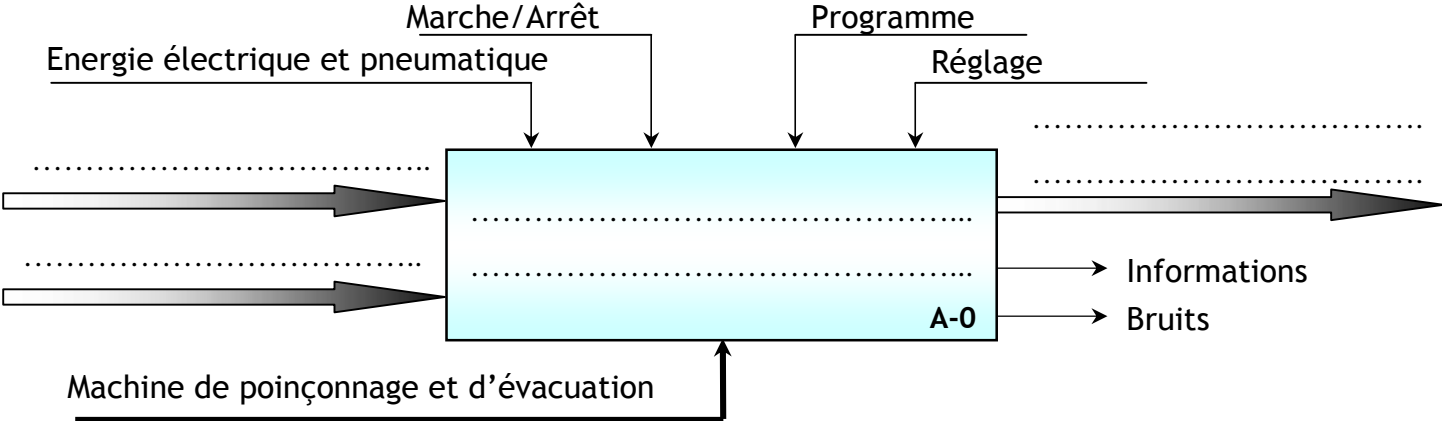 Marche/Arrêt
Programme
Energie électrique et pneumatique
Réglage
……………………………………
……………………………………..
……………………………………
……………………………………………...
……………………………………..
……………………………………………...
Informations
A-0
Bruits
Machine de poinçonnage et d’évacuation